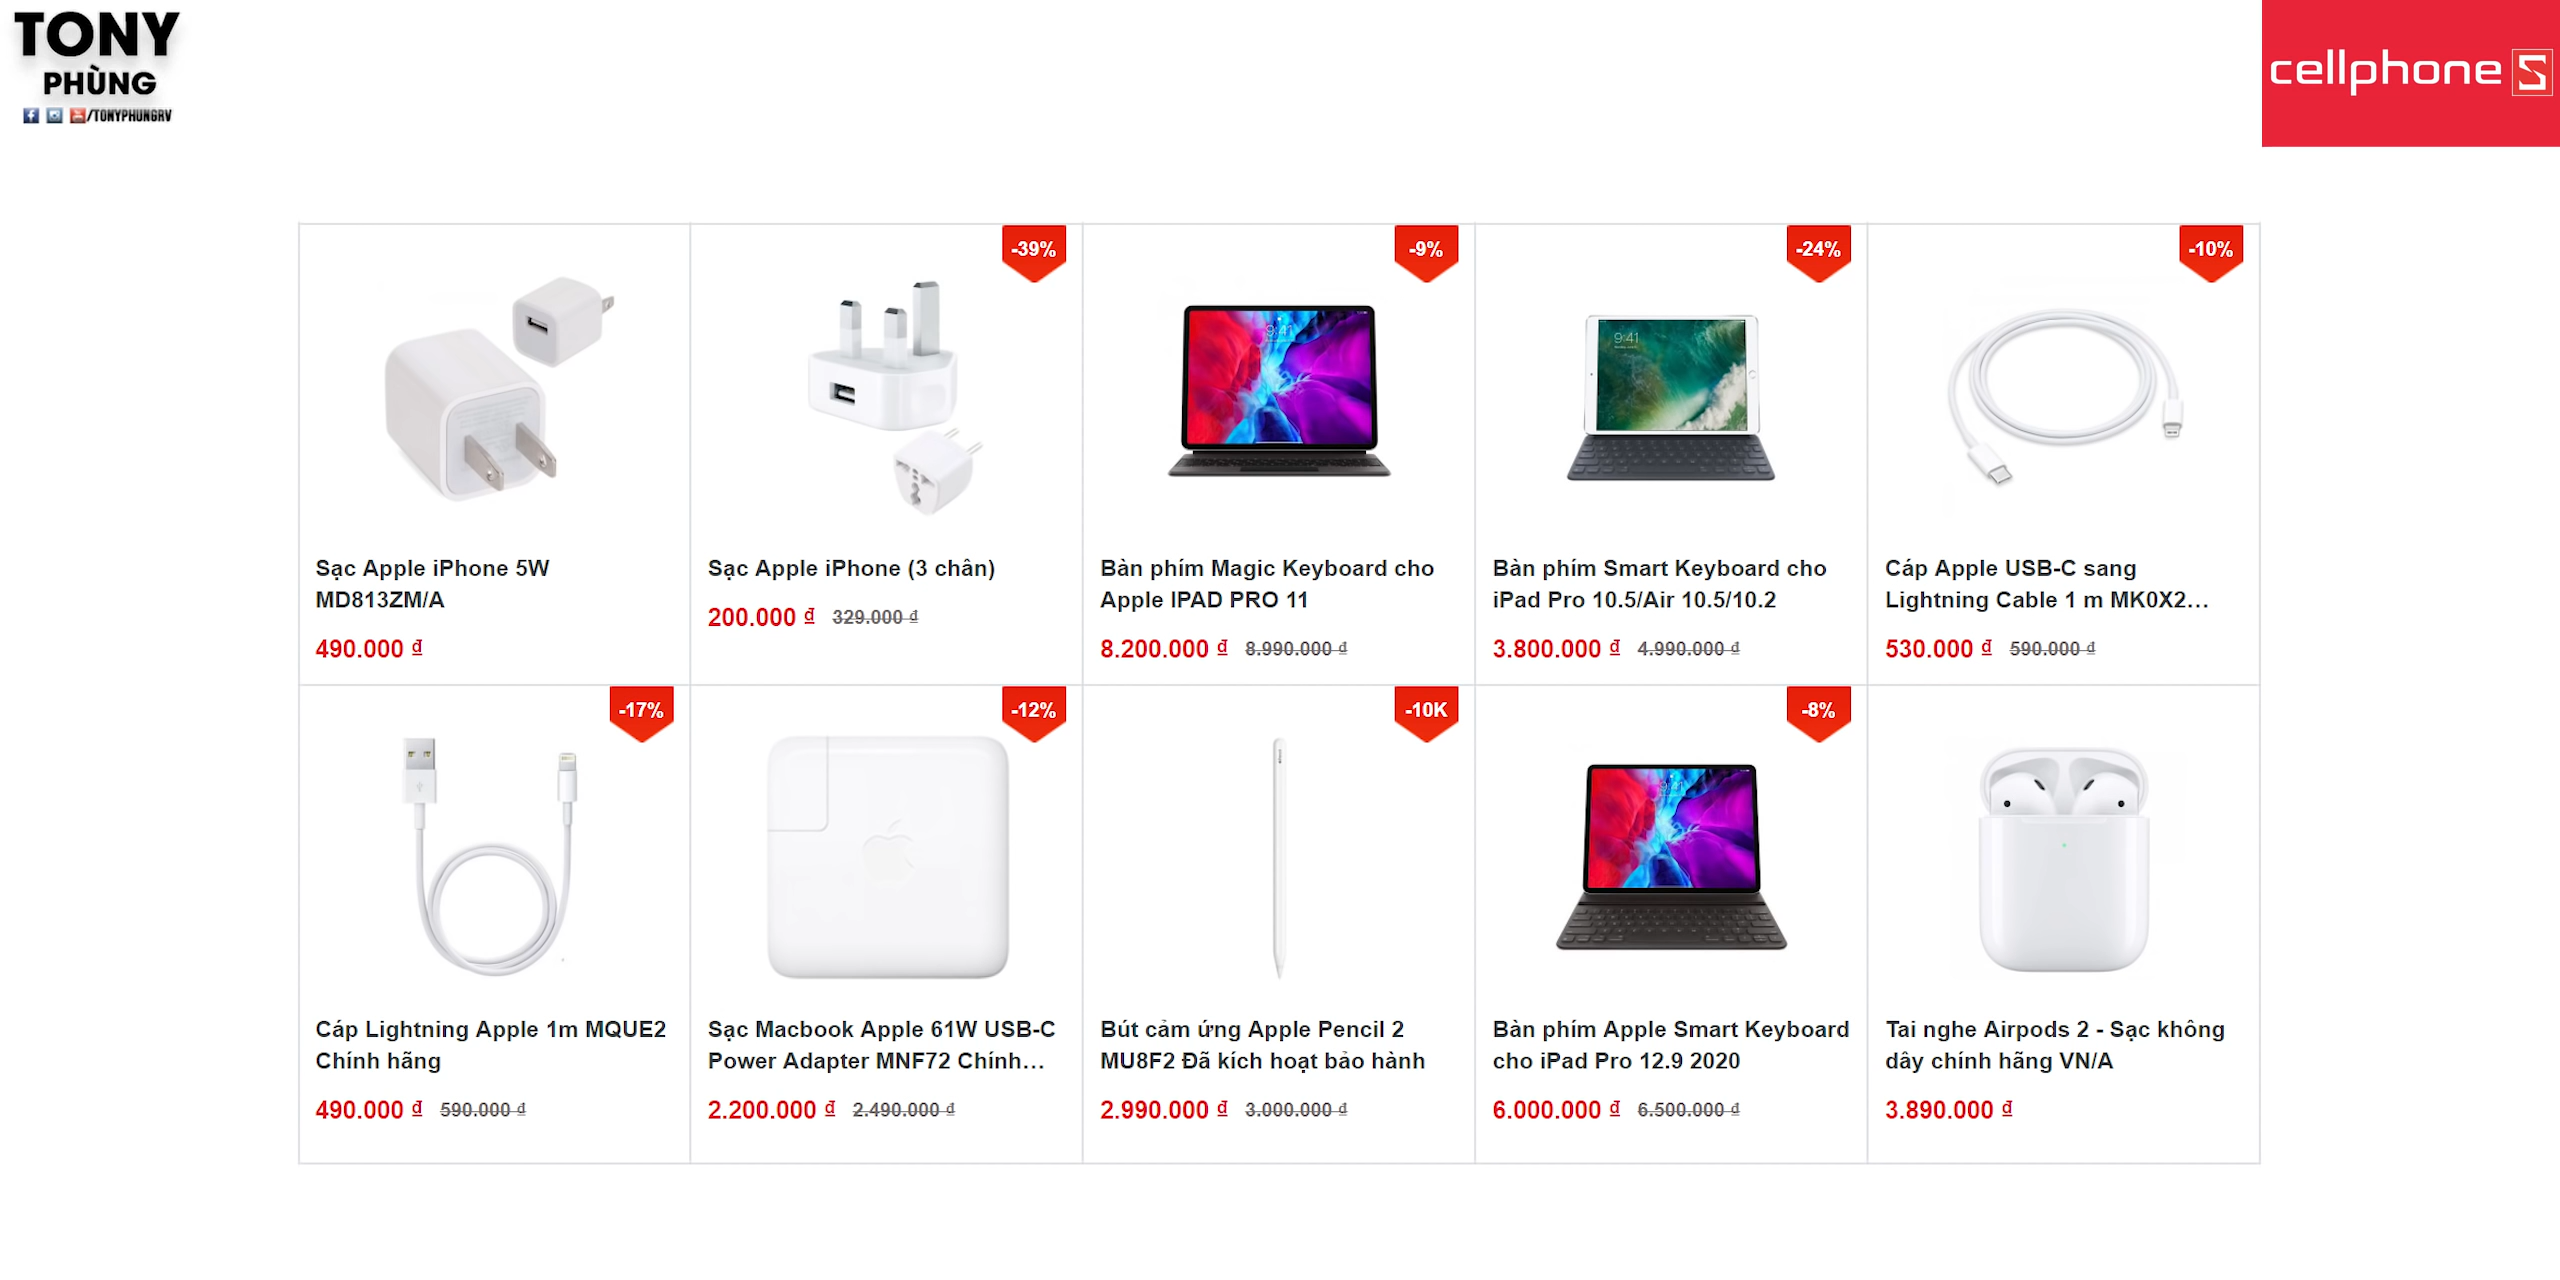 TONY
PHÙNG
/TONYPHUNGRV
cellphoneS
-39%
-9%
-24%
-10%
9:41
9:41
Sạc Apple iPhone 5W
MD813ZM/A
490.000 ₫
Sạc Apple iPhone (3 chân)
200.000 ₫ 329.000 ₫
Bàn phím Magic Keyboard cho
Apple IPAD PRO 11
8.200.000 ₫ 8.990.000 ₫
Bàn phím Smart Keyboard cho
iPad Pro 10.5/Air 10.5/10.2
3.800.000 ₫ 4.990.000 ₫
Cáp Apple USB-C sang
Lightning Cable 1 m MK0X2...
530.000 ₫ 590.000 ₫
-17%
-12%
-10K
-8%
9:41
Cáp Lightning Apple 1m MQUE2
Chính hãng
490.000 ₫ 590.000 ₫
Sạc Macbook Apple 61W USB-C
Power Adapter MNF72 Chính...
2.200.000 ₫ 2.490.000 ₫
Bút cảm ứng Apple Pencil 2
MU8F2 Đã kích hoạt bảo hành
2.990.000 ₫ 3.000.000 ₫
Bàn phím Apple Smart Keyboard
cho iPad Pro 12.9 2020
6.000.000 ₫ 6.500.000 ₫
Tai nghe Airpods 2 - Sạc không
dây chính hãng VN/A
3.890.000 ₫